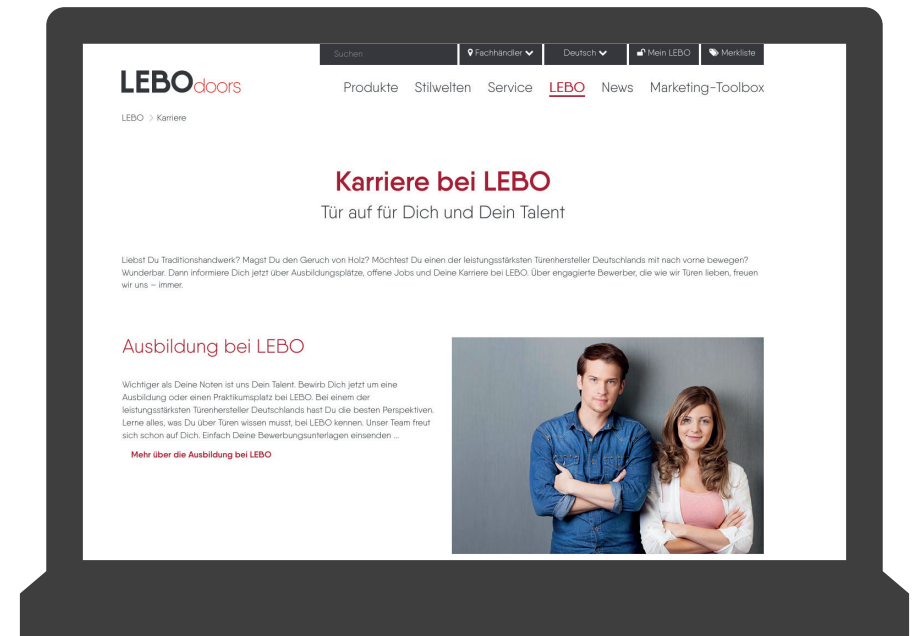 Suchen
Fachhändler
Deutsch
Mein LEBO
Merkliste
LEBOdoors
Produkte Stilwelten Service LEBO News Marketing-Toolbox
LEBO > Karriere
Karriere bei LEBO
Tür auf für Dich und Dein Talent
Liebst Du Traditionshandwerk? Magst Du den Geruch von Holz? Möchtest Du einen der leistungsstärksten Türenhersteller Deutschlands mit nach vorne bewegen?
Wunderbar. Dann informiere Dich jetzt über Ausbildungsplätze, offene Jobs und Deine Karriere bei LEBO. Über engagierte Bewerber, die wie wir Türen lieben, freuen
wir uns – immer.
Ausbildung bei LEBO
Wichtiger als Deine Noten ist uns Dein Talent. Bewirb Dich jetzt um eine
Ausbildung oder einen Praktikumsplatz bei LEBO. Bei einem der
leistungsstärksten Türenhersteller Deutschlands hast Du die besten Perspektiven.
Lerne alles, was Du über Türen wissen musst, bei LEBO kennen. Unser Team freut
sich schon auf Dich. Einfach Deine Bewerbungsunterlagen einsenden ...
Mehr über die Ausbildung bei LEBO